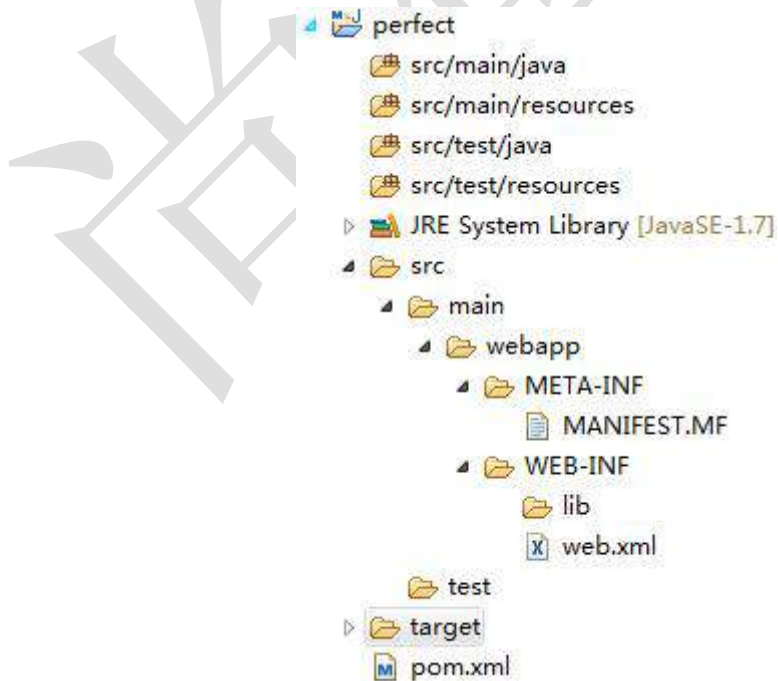 perfect
src/main/java
src/main/resources
src/test/java
src/test/resources
JRE System Library [JavaSE-1.7]
src
main
webapp
META-INF
MANIFEST.MF
WEB-INF
lib
web.xml
test
target
pom.xml